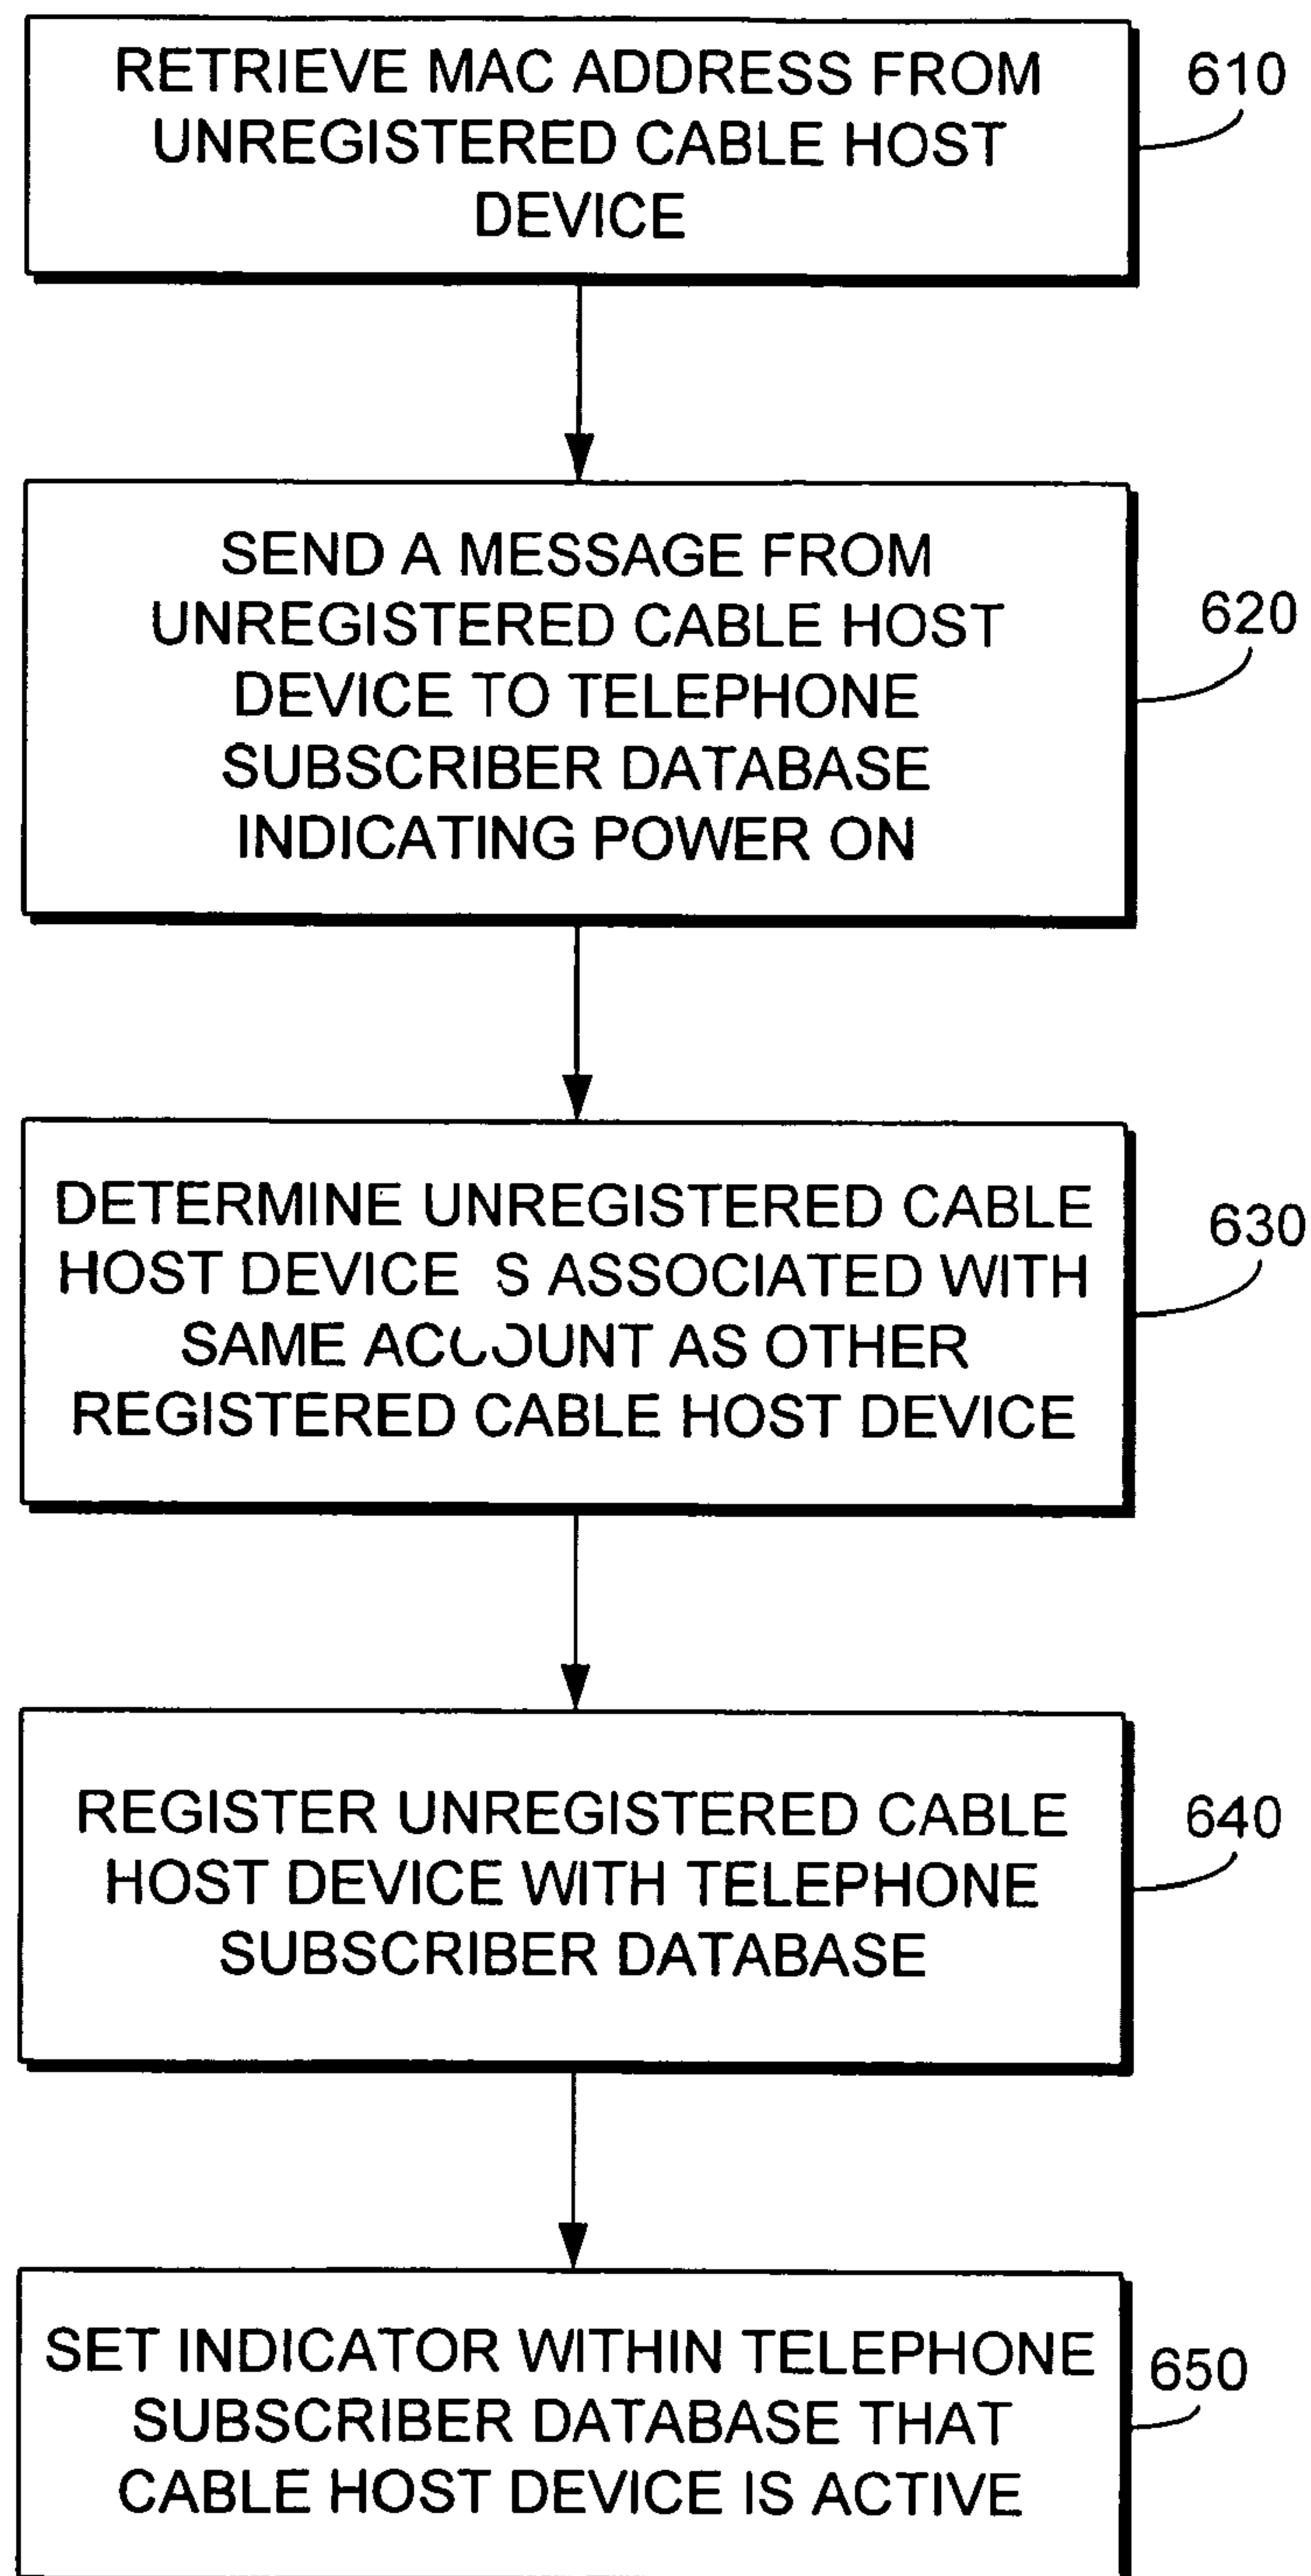 RETRIEVE MAC ADDRESS FROM
UNREGISTERED CABLE HOST
DEVICE
610
SEND A MESSAGE FROM
UNREGISTERED CABLE HOST
DEVICE TO TELEPHONE
SUBSCRIBER DATABASE
INDICATING POWER ON
620
DETERMINE UNREGISTERED CABLE
HOST DEVICE S ASSOCIATED WITH
SAME ACCOUNT AS OTHER
REGISTERED CABLE HOST DEVICE
630
REGISTER UNREGISTERED CABLE
HOST DEVICE WITH TELEPHONE
SUBSCRIBER DATABASE
640
SET INDICATOR WITHIN TELEPHONE
SUBSCRIBER DATABASE THAT
CABLE HOST DEVICE IS ACTIVE
650